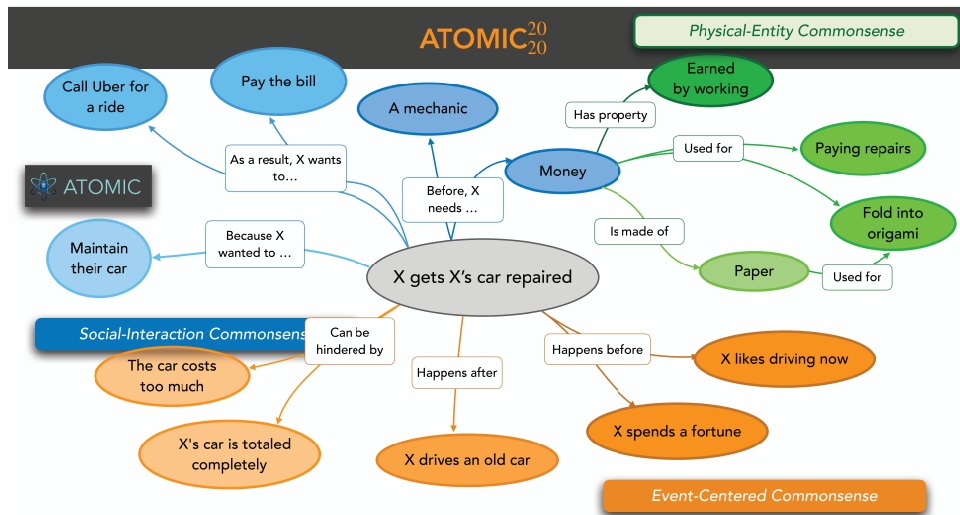 ATOMIC 20
20
Physical-Entity Commonsense
Call Uber for
a ride
Pay the bill
A mechanic
Earned
by working
Has property
As a result, X wants
to…
Before, X
needs …
Money
Used for
Paying repairs
ATOMIC
Fold into
origami
Because X
wanted to …
Is made of
Maintain
their car
X gets X's car repaired
Paper
Used for
Social-Interaction Commonsens
Can be
hindered by
Happens before
The car costs
too much
Happens after
X likes driving now
X's car is totaled
completely
X drives an old car
X spends a fortune
Event-Centered Commonsense